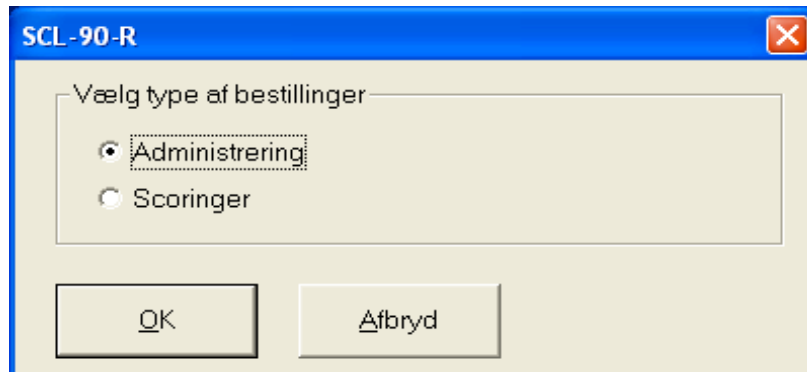 SCL-90-R
Vælg type af bestillinger
Administrering
Scoringer
OK Afbryd